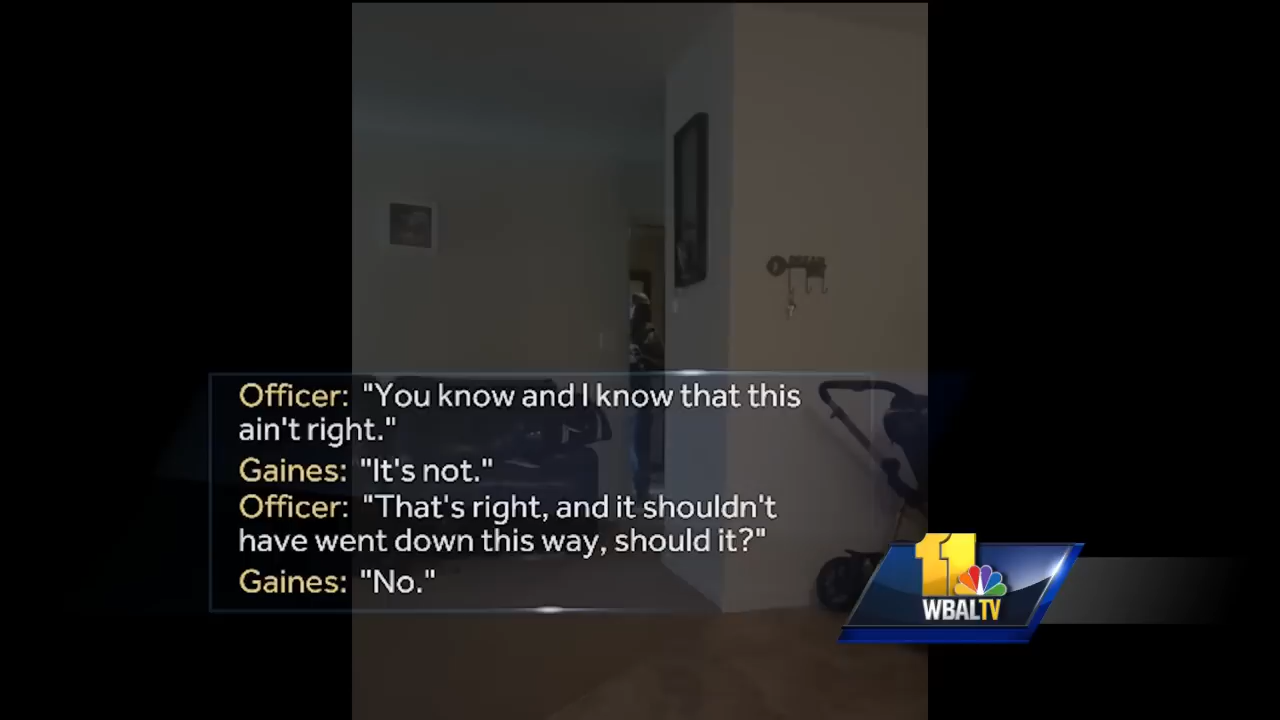 Officer: "You know and I know that this
ain't right."
Gaines: "It's not."
Officer: "That's right, and it shouldn't
have went down this way, should it?"
Gaines: "No."
11
WBALTV